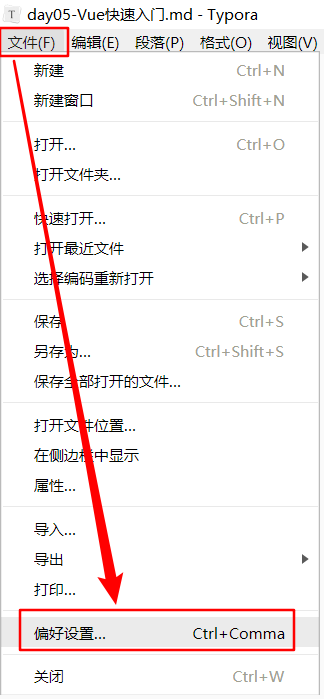 T day05-Vue快速入门.md - Typora
文件(F) 编辑(E) 段落(P) 格式(O) 视图(V)
新建 Ctrl+N
新建窗口 Ctrl+Shift+N
打开... Ctrl+O
打开文件夹...
快速打开... Ctrl+P
打开最近文件
选择编码重新打开
保存 Ctrl+S
另存为... Ctrl+Shift+S
保存全部打开的文件...
打开文件位置...
在侧边栏中显示
属性...
导入...
导出
打印...
偏好设置... Ctrl+Comma
关闭 Ctrl+W